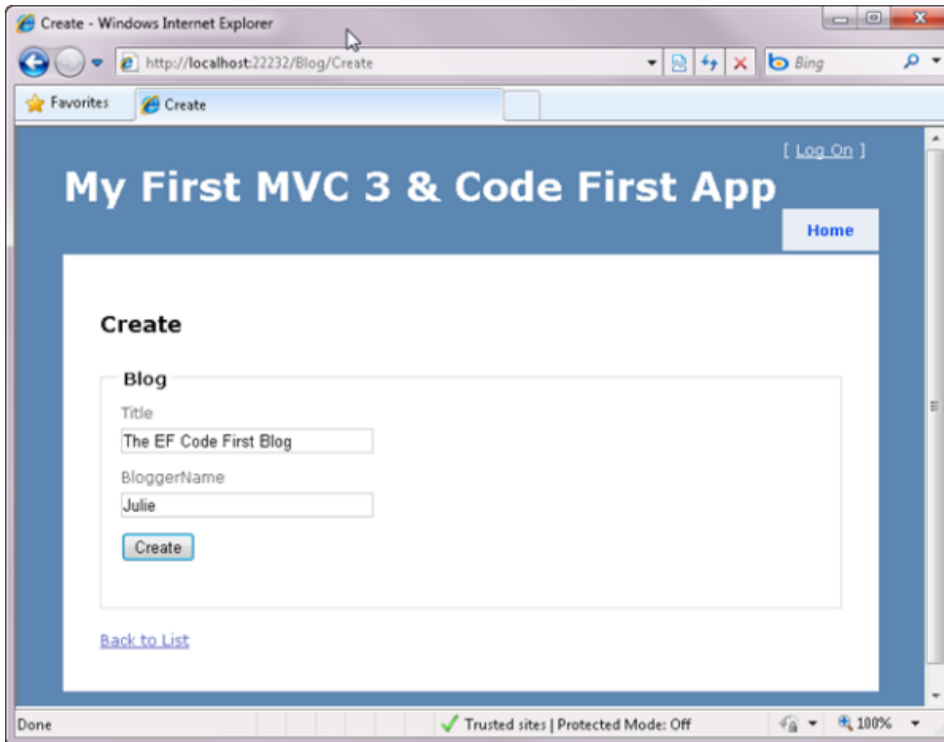 Create - Windows Internet Explorer
http://localhost:22232/Blog/Create
Bing
Favorites
Create
[ Log On ]
My First MVC 3 & Code First App
Home
Create
Blog
Title
The EF Code First Blog
BloggerName
Julie
Create
Back to List
Done
Trusted sites | Protected Mode: Off
100%